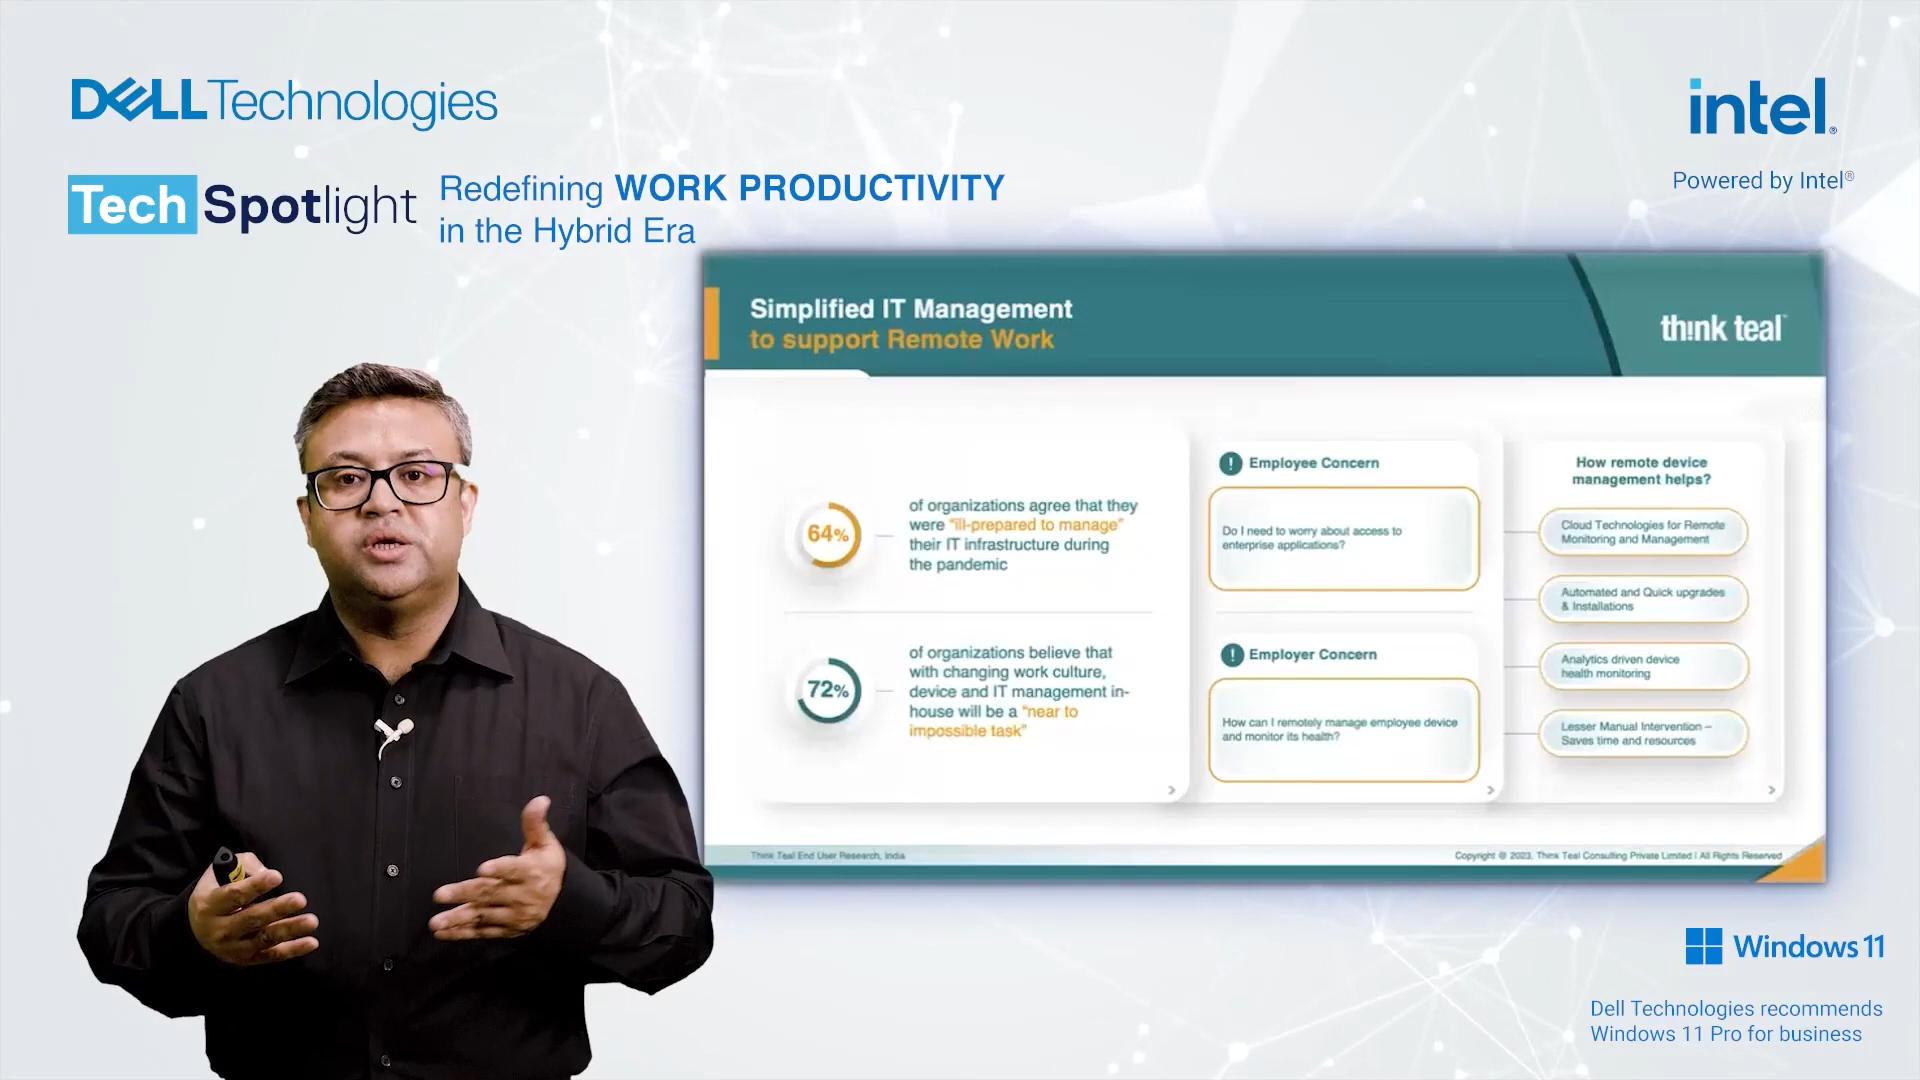 DELL Technologies
intel®
Powered by Intel®
Tech Spotlight
Redefining WORK PRODUCTIVITY
in the Hybrid Era
Simplified IT Management
to support Remote Work
th!nk teal™
64%
of organizations agree that they
were "ill-prepared to manage"
their IT infrastructure during
the pandemic
72%
of organizations believe that
with changing work culture,
device and IT management in-
house will be a "near to
impossible task"
! Employee Concern
Do I need to worry about access to
enterprise applications?
! Employer Concern
How can I remotely manage employee device
and monitor its health?
How remote device
management helps?
Cloud Technologies for Remote
Monitoring and Management
Automated and Quick upgrades
& Installations
Analytics driven device
health monitoring
Lesser Manual Intervention –
Saves time and resources
Think Teal End User Research, India
Copyright © 2023, Think Teal Consulting Private Limited | All Rights Reserved
Windows 11
Dell Technologies recommends
Windows 11 Pro for business